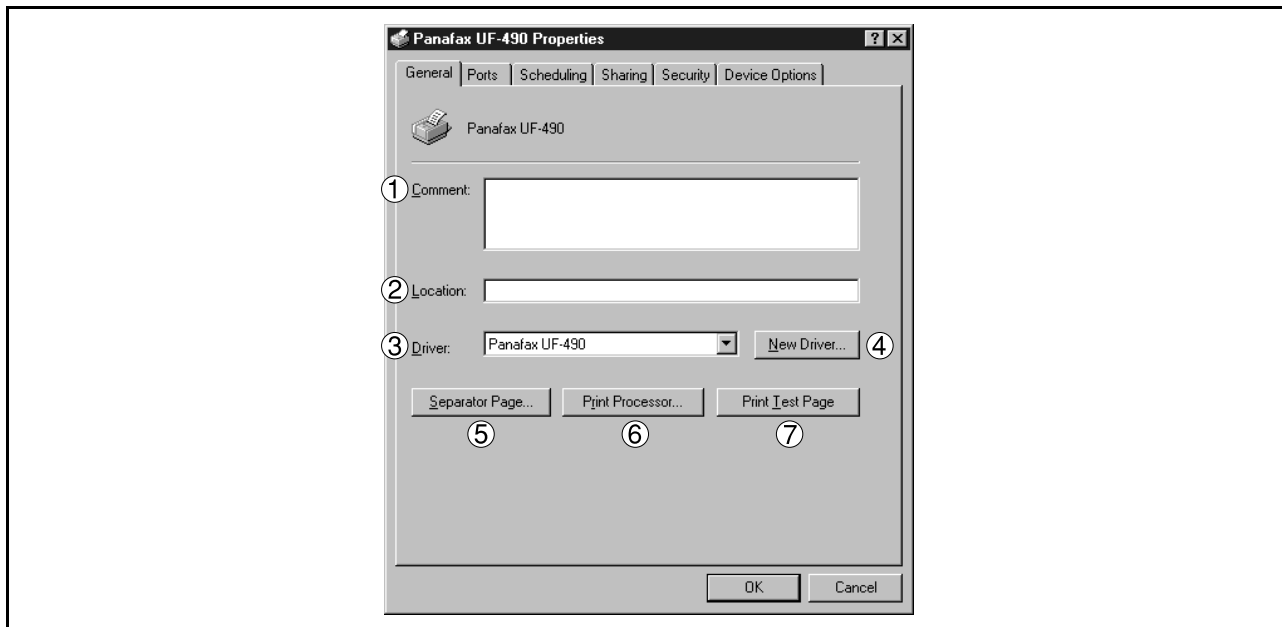 Panafax UF-490 Properties
General Ports Scheduling Sharing Security Device Options
Panafax UF-490
① Comment:
② Location:
③ Driver: Panafax UF-490 New Driver... ④
Separator Page... Print Processor... Print Test Page
⑤ ⑥ ⑦
OK Cancel